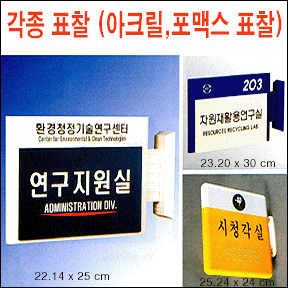 각종 표찰 (아크릴,포맥스 표찰)
환경청정기술연구센타
Center for Environmental & Clean Technologies
연구지원실
ADMINISTRATION DIV.
22.14 x 25 cm
203
자원재활용연구실
RESOURCES RECYCLING LAB.
23.20 x 30 cm
시청각실
25.24 x 24 cm